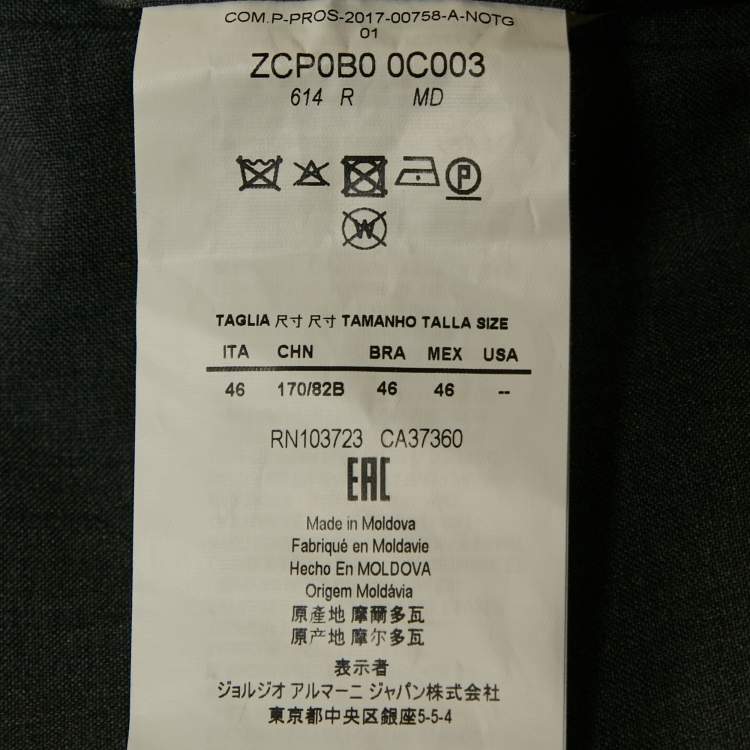 COM.P-PROS-2017-00758-A-NOTG
01
ZCP0B0 0C003
614 R MD
P
W
TAGLIA 尺寸 尺寸 TAMANHO TALLA SIZE
ITA CHN BRA MEX USA
46 170/82B 46 46 --
RN103723 CA37360
EAC
Made in Moldova
Fabriqué en Moldavie
Hecho En MOLDOVA
Origem Moldávia
原產地 摩爾多瓦
原产地 摩尔多瓦
表示者
ジョルジオ アルマーニ ジャパン株式会社
東京都中央区銀座5-5-4